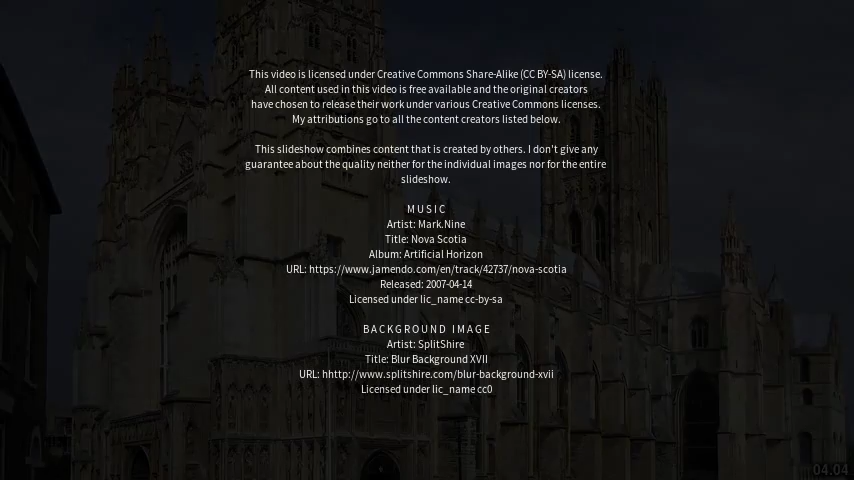 This video is licensed under Creative Commons Share-Alike (CC BY-SA) license.
All content used in this video is free available and the original creators
have chosen to release their work under various Creative Commons licenses.
My attributions go to all the content creators listed below.
This slideshow combines content that is created by others. I don't give any
guarantee about the quality neither for the individual images nor for the entire
slideshow.
MUSIC
Artist: Mark.Nine
Title: Nova Scotia
Album: Artificial Horizon
URL: https://www.jamendo.com/en/track/42737/nova-scotia
Released: 2007-04-14
Licensed under lic_name cc-by-sa
BACKGROUND IMAGE
Artist: SplitShire
Title: Blur Background XVII
URL: hhttp://www.splitshire.com/blur-background-xvii
Licensed under lic_name cc0
04.04